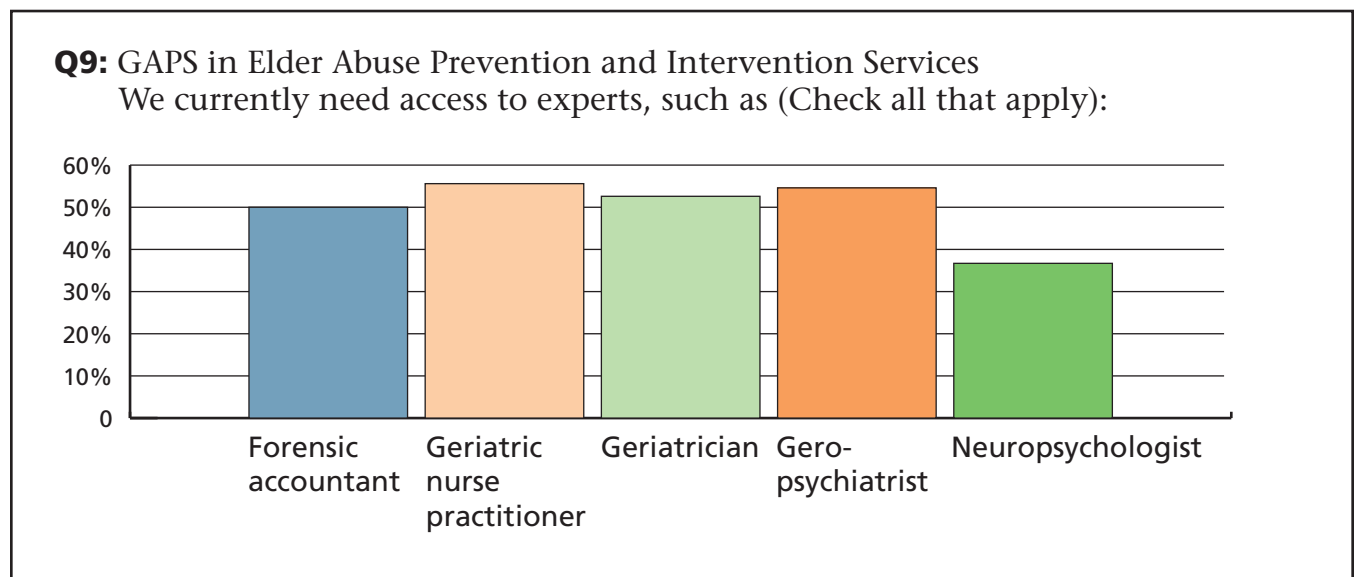 Q9: GAPS in Elder Abuse Prevention and Intervention Services
We currently need access to experts, such as (Check all that apply):
60%
50%
40%
30%
20%
10%
0
Forensic
accountant
Geriatric
nurse
practitioner
Geriatrician
Gero-
psychiatrist
Neuropsychologist